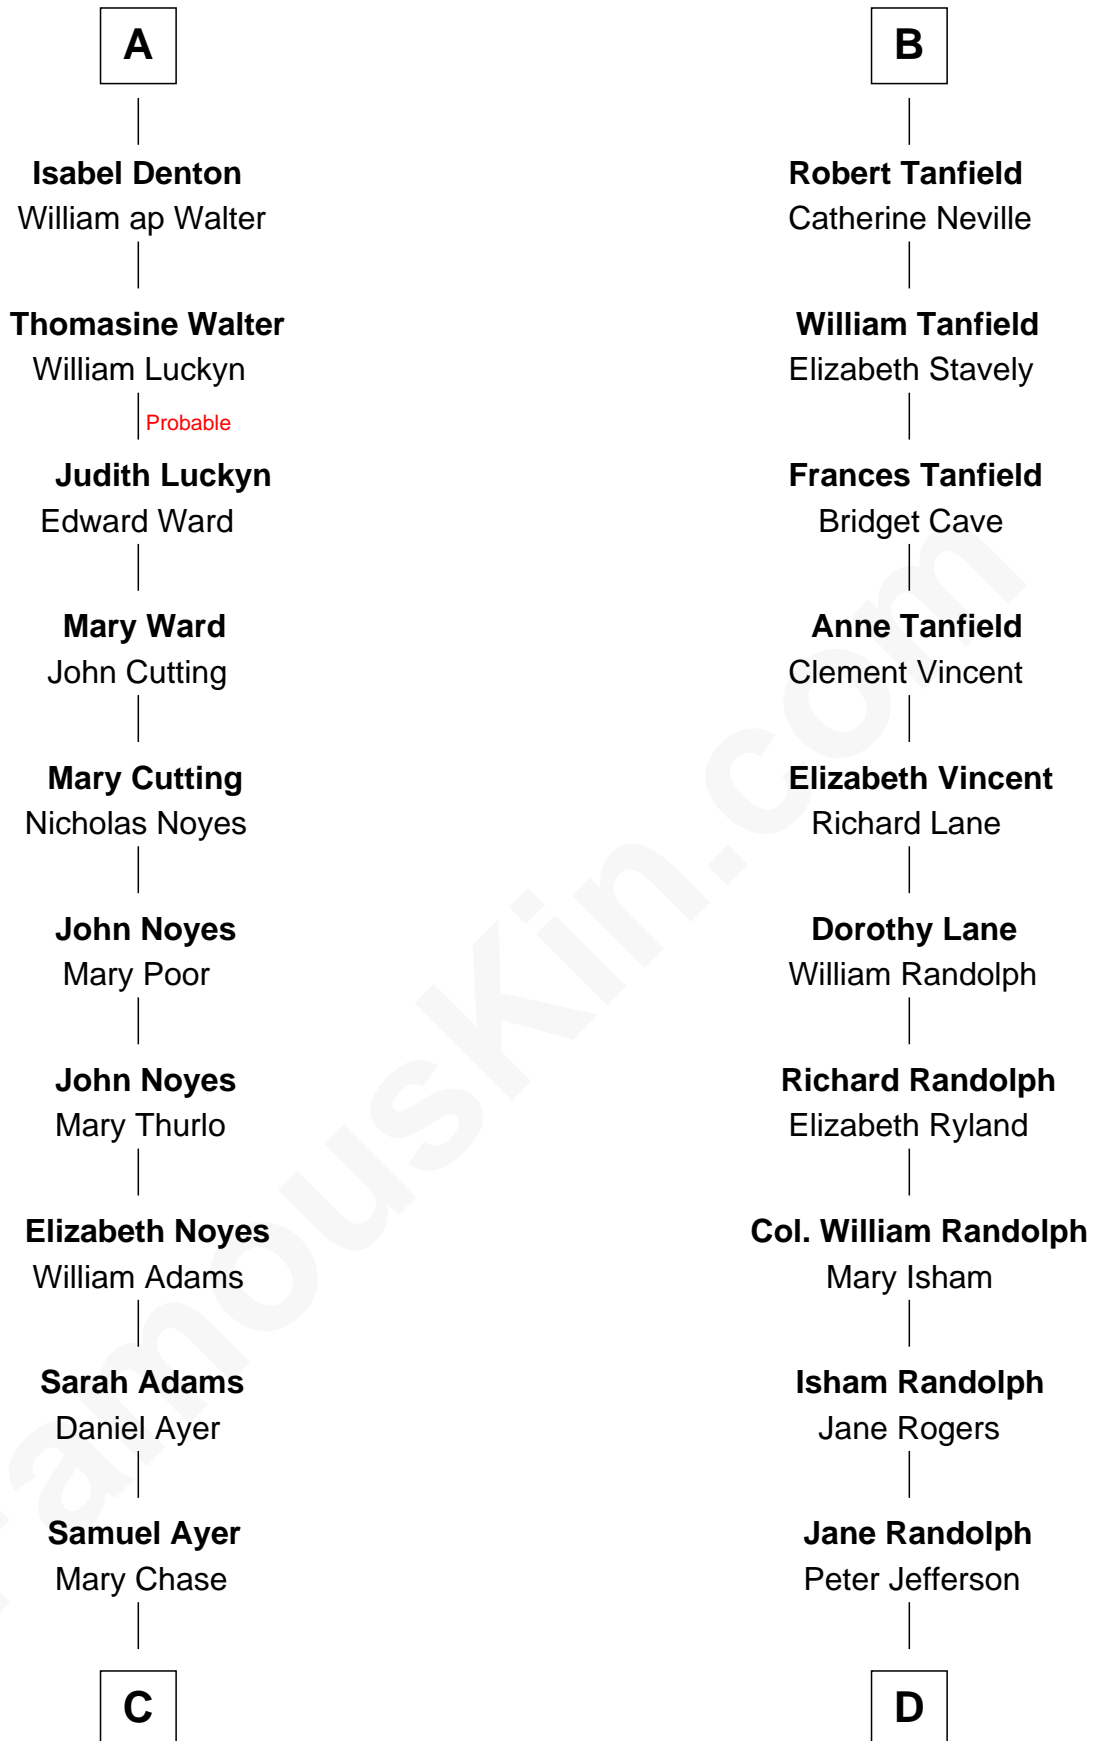 A
Isabel Denton
William ap Walter
Thomasine Walter
William Luckyn
Probable
Judith Luckyn
Edward Ward
Mary Ward
John Cutting
Mary Cutting
Nicholas Noyes
John Noyes
Mary Poor
John Noyes
Mary Thurlo
Elizabeth Noyes
William Adams
Sarah Adams
Daniel Ayer
Samuel Ayer
Mary Chase
C
B
Robert Tanfield
Catherine Neville
William Tanfield
Elizabeth Stavely
Frances Tanfield
Bridget Cave
Anne Tanfield
Clement Vincent
Elizabeth Vincent
Richard Lane
Dorothy Lane
William Randolph
Richard Randolph
Elizabeth Ryland
Col. William Randolph
Mary Isham
Isham Randolph
Jane Rogers
Jane Randolph
Peter Jefferson
D
FamousKin.com